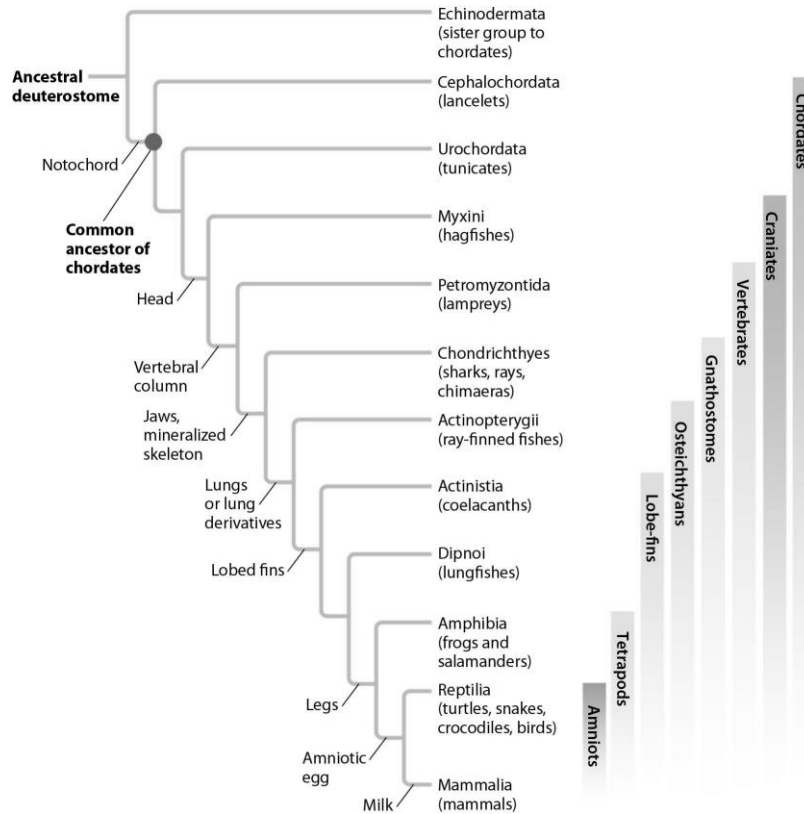 Echinodermata
(sister group to
chordates)
Ancestral
deuterostome
Cephalochordata
(lancelets)
Notochord
Urochordata
(tunicates)
Common
ancestor of
chordates
Myxini
(hagfishes)
Head
Petromyzontida
(lampreys)
Vertebral
column
Chondrichthyes
(sharks, rays,
chimaeras)
Jaws,
mineralized
skeleton
Actinopterygii
(ray-finned fishes)
Lungs
or lung
derivatives
Actinistia
(coelacanths)
Lobed fins
Dipnoi
(lungfishes)
Amphibia
(frogs and
salamanders)
Legs
Reptilia
(turtles, snakes,
crocodiles, birds)
Amniotic
egg
Milk
Mammalia
(mammals)
Amniots
Tetrapods
Lobe-fins
Osteichthyans
Gnathostomes
Vertebrates
Craniates
Chordates